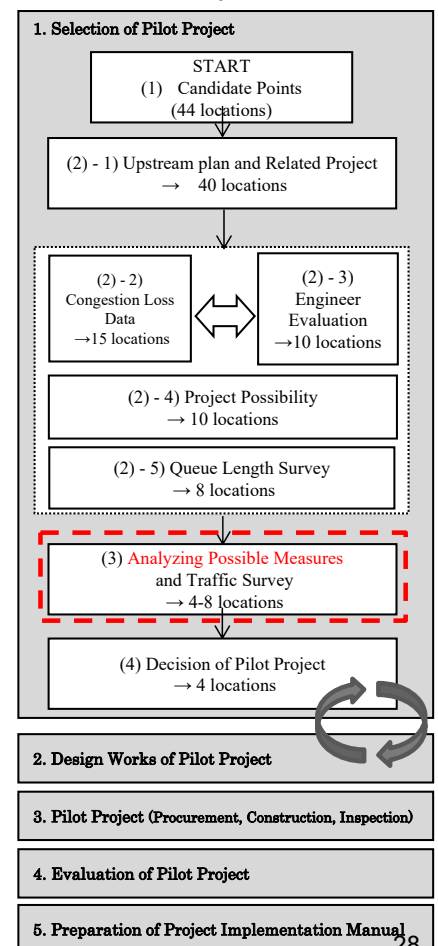 1. Selection of Pilot Project
START
(1) Candidate Points
(44 locations)
(2) - 1) Upstream plan and Related Project
→ 40 locations
(2) - 2)
Congestion Loss
Data
→15 locations
(2) - 3)
Engineer
Evaluation
→10 locations
(2) - 4) Project Possibility
→ 10 locations
(2) - 5) Queue Length Survey
→ 8 locations
(3) Analyzing Possible Measures
and Traffic Survey
→ 4-8 locations
(4) Decision of Pilot Project
→ 4 locations
2. Design Works of Pilot Project
3. Pilot Project (Procurement, Construction, Inspection)
4. Evaluation of Pilot Project
5. Preparation of Project Implementation Manual
28